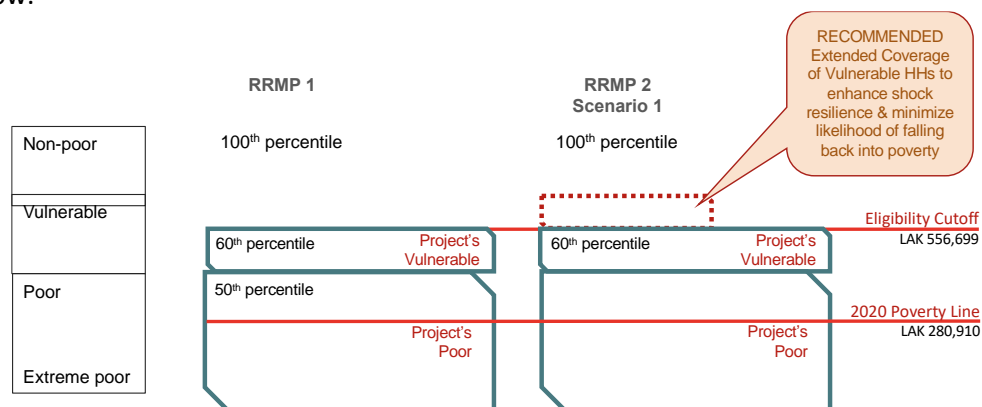 RECOMMENDED
Extended Coverage
of Vulnerable HHs to
enhance shock
resilience & minimize
likelihood of falling
back into poverty
RRMP 1
RRMP 2
Scenario 1
Non-poor
100th percentile
100th percentile
Vulnerable
Eligibility Cutoff
LAK 556,699
60th percentile
Project's
Vulnerable
60th percentile
Project's
Vulnerable
Poor
50th percentile
2020 Poverty Line
LAK 280,910
Project's
Poor
Project's
Poor
Extreme poor